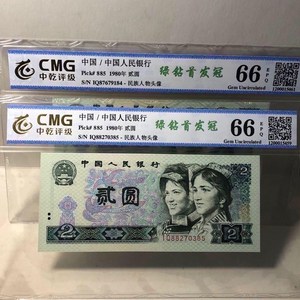 CMG
中乾评级
中国 / 中国人民银行
Pick# 885 1980年 贰圆
S/N IQ87679184 - 民族人物头像
绿钻首发冠
66 EPQ
Gem Uncirculated
CMG
中乾评级
中国 / 中国人民银行
Pick# 885 1980年 贰圆
S/N IQ88270385 - 民族人物头像
绿钻首发冠
66 EPQ
Gem Uncirculated
中国人民银行
贰圆
2
IQ88270385
2